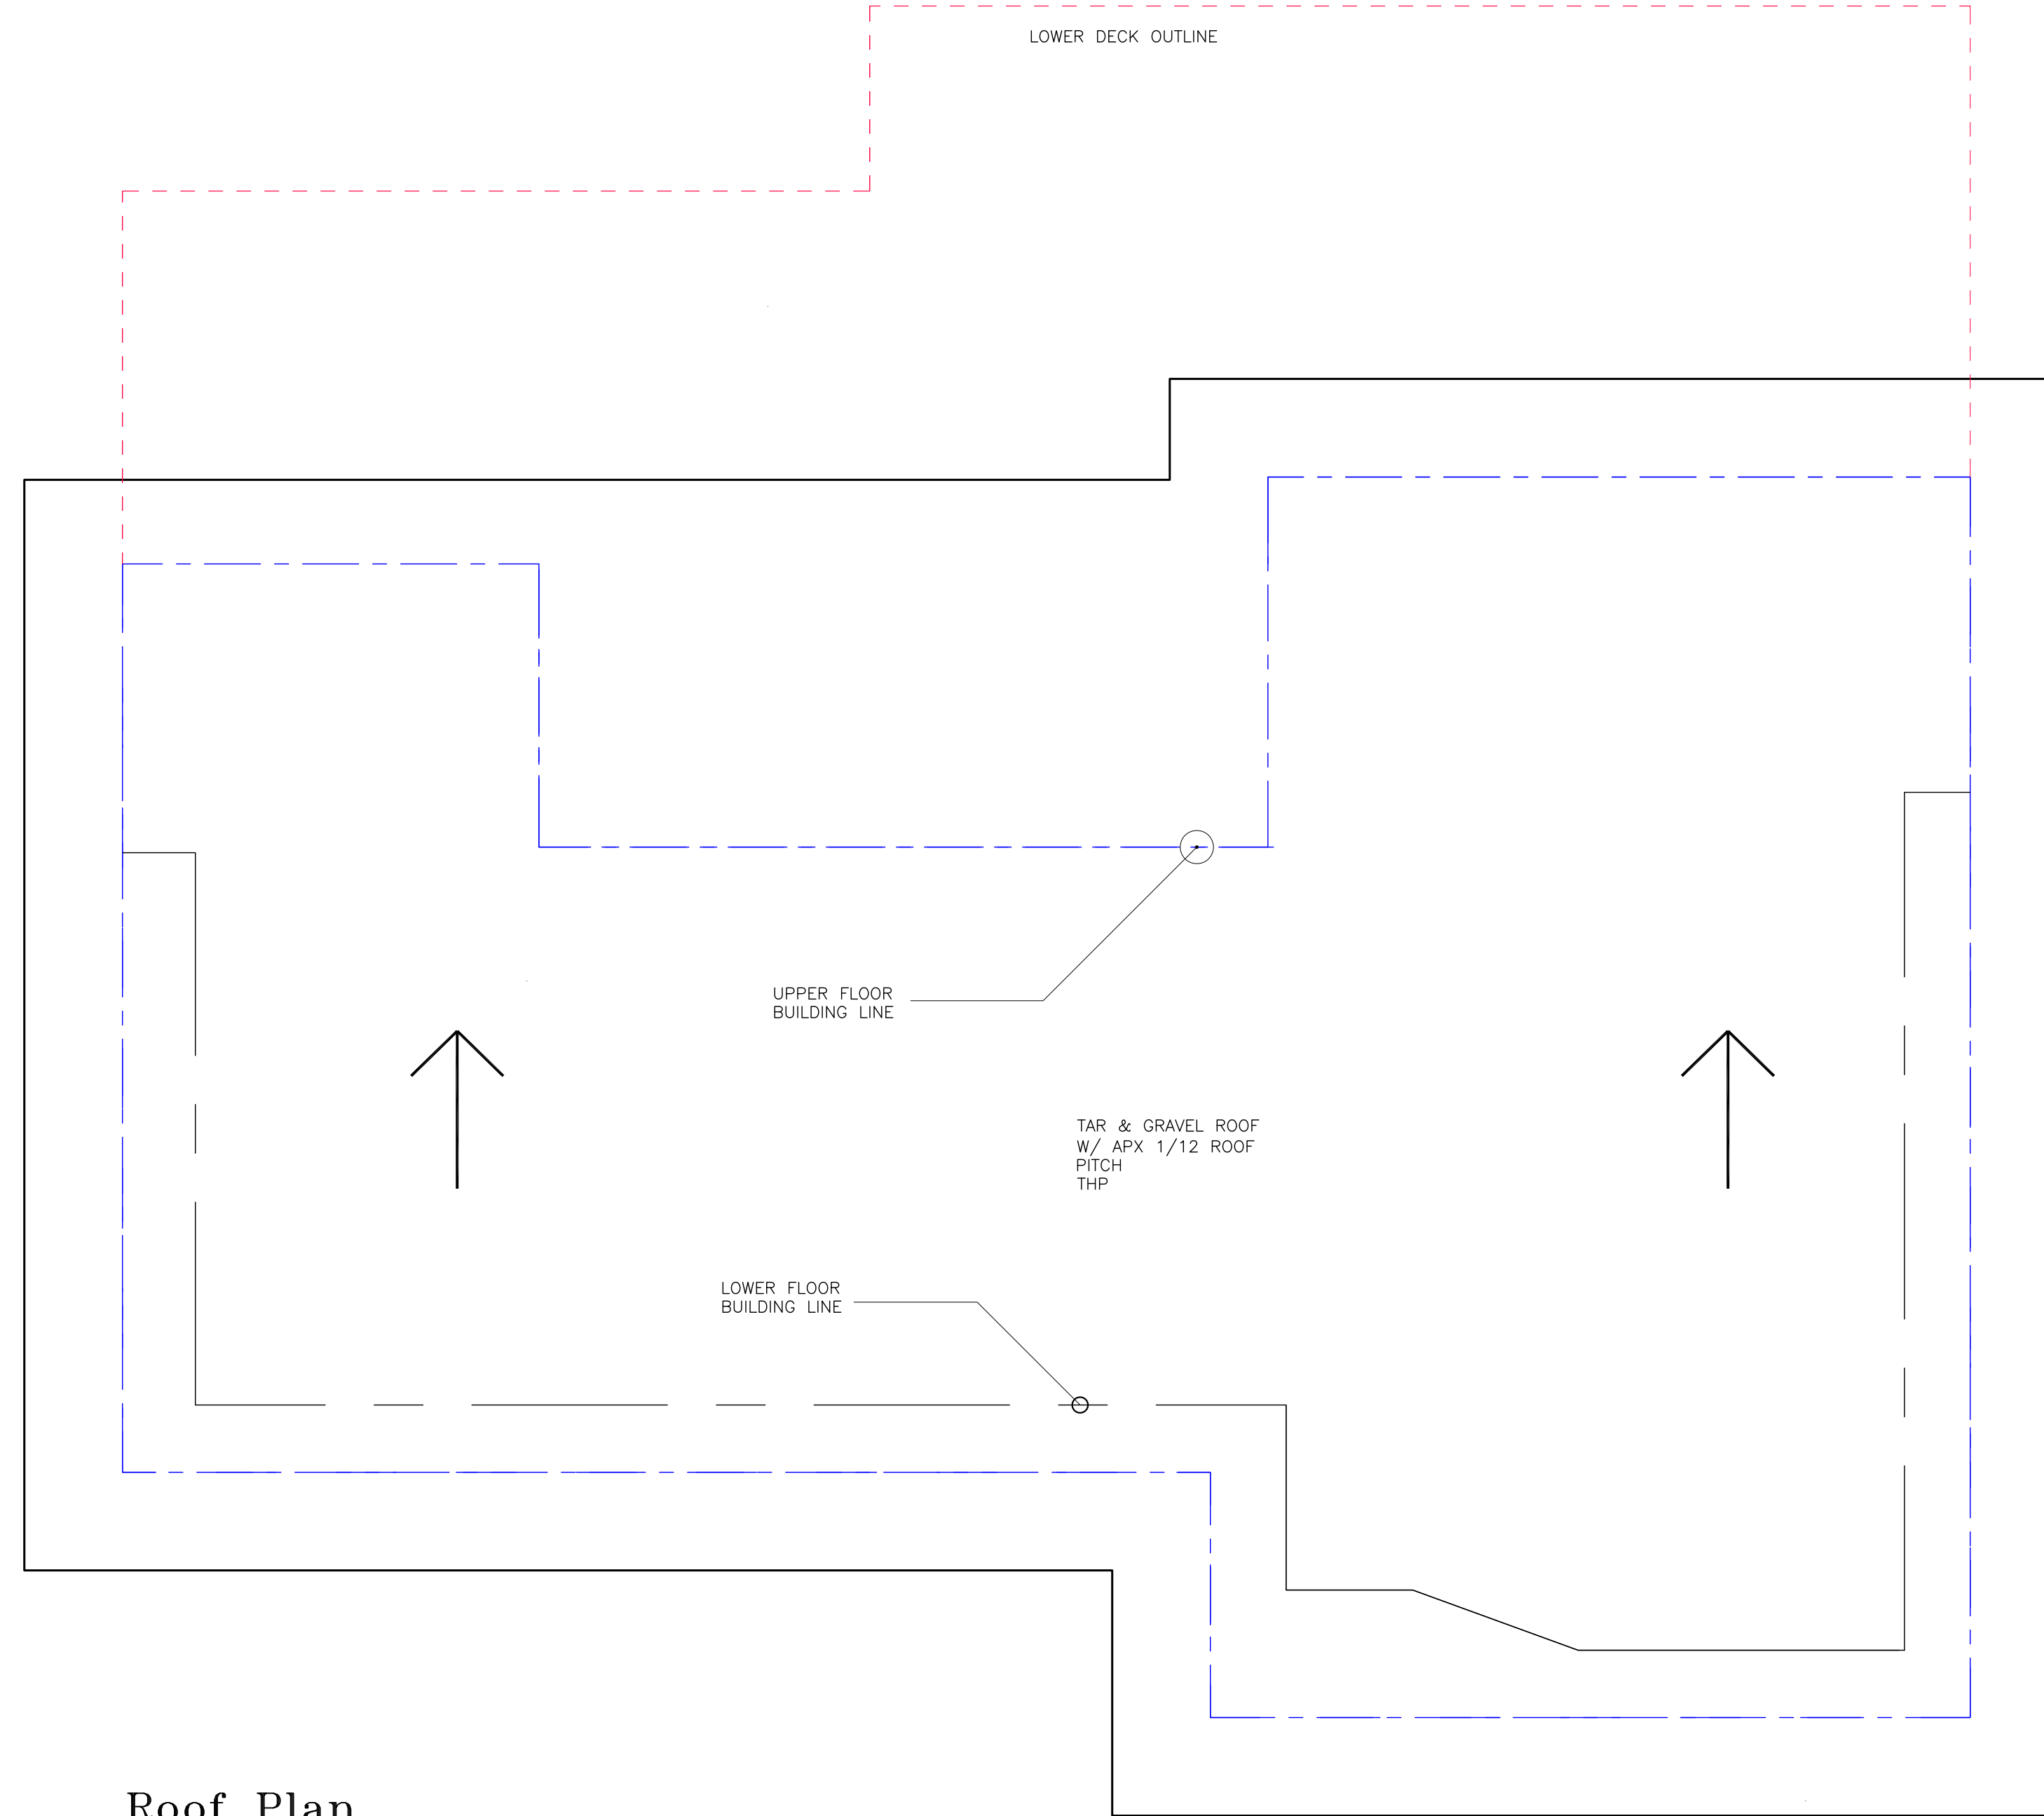 LOWER DECK OUTLINE
UPPER FLOOR
BUILDING LINE
TAR & GRAVEL ROOF
W/ APX 1/12 ROOF
PITCH
THP
LOWER FLOOR
BUILDING LINE
Roof Plan